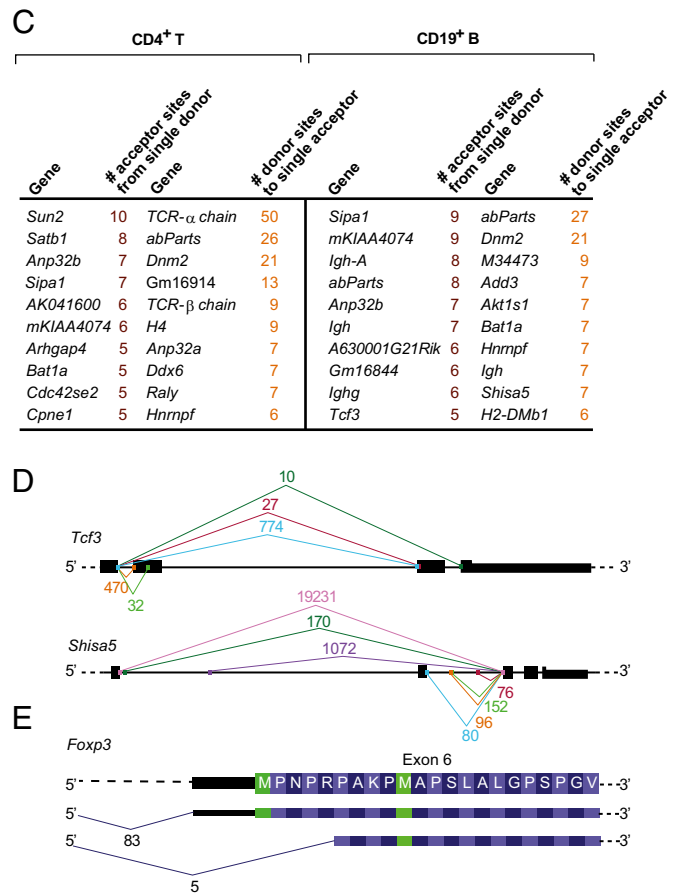 C
CD4+ T
CD19+ B
Gene
# acceptor sites
from single donor
Gene
# donor sites
to single acceptor
Gene
# acceptor sites
from single donor
Gene
# donor sites
to single acceptor
Sun2 10 TCR-α chain 50 Sipa1 9 abParts 27
Satb1 8 abParts 26 mKIAA4074 9 Dnm2 21
Anp32b 7 Dnm2 21 Igh-A 8 M34473 9
Sipa1 7 Gm16914 13 abParts 8 Add3 7
AK041600 6 TCR-β chain 9 Anp32b 7 Akt1s1 7
mKIAA4074 6 H4 9 Igh 7 Bat1a 7
Arhgap4 5 Anp32a 7 A630001G21Rik 6 Hnrnpf 7
Bat1a 5 Ddx6 7 Gm16844 6 Igh 7
Cdc42se2 5 Raly 7 Ighg 6 Shisa5 7
Cpne1 5 Hnrnpf 6 Tcf3 5 H2-DMb1 6
D
10
27
774
Tcf3
5' 3'
470
32
19231
170
1072
Shisa5
5' 3'
76
152
96
80
E
Foxp3
Exon 6
5' MPNPRPAKPMAPSLALGPSPGV 3'
5' 3'
83
5' 3'
5